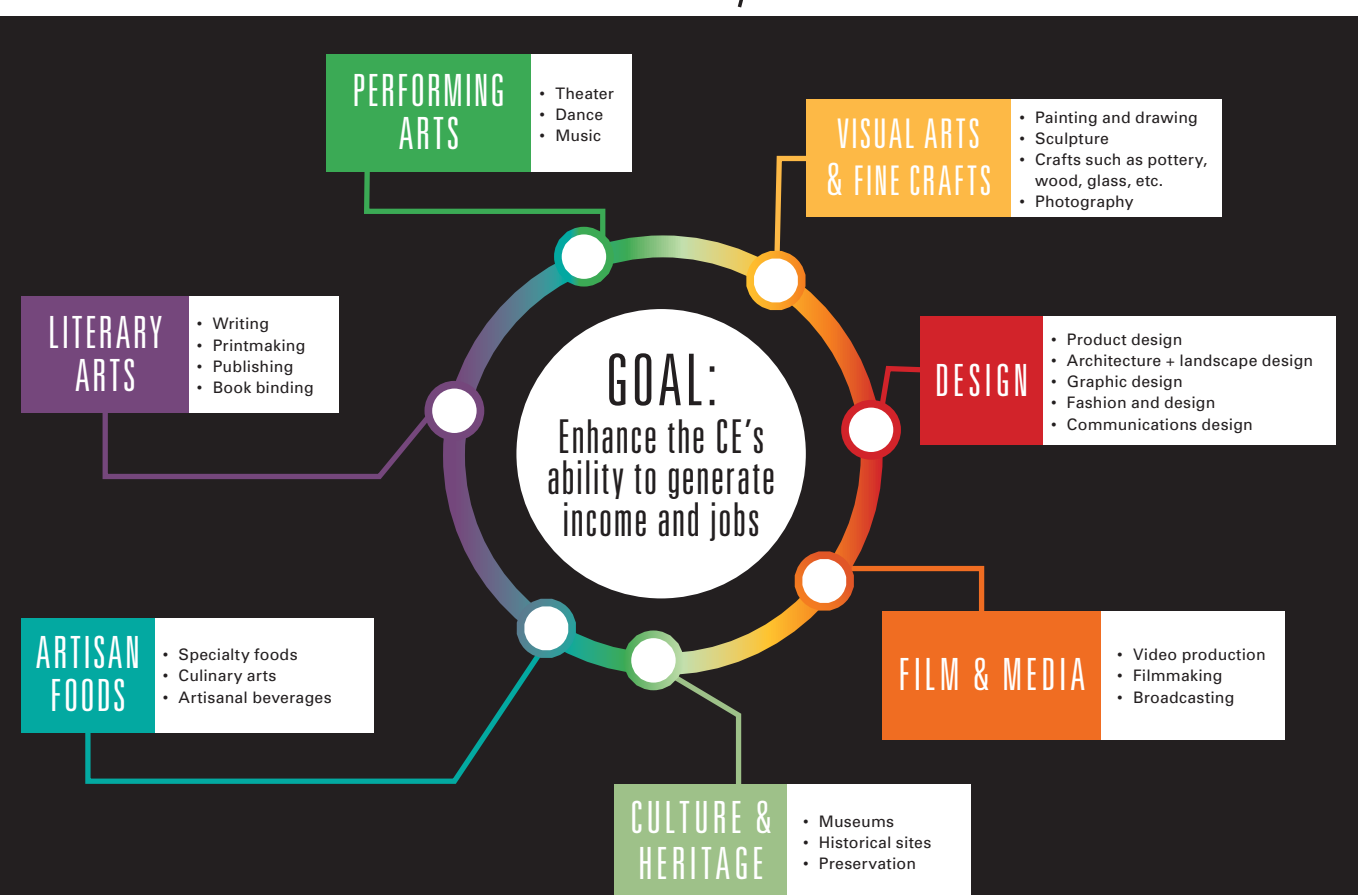 PERFORMING
ARTS
• Theater
• Dance
• Music
VISUAL ARTS
& FINE CRAFTS
• Painting and drawing
• Sculpture
• Crafts such as pottery,
wood, glass, etc.
• Photography
LITERARY
ARTS
• Writing
• Printmaking
• Publishing
• Book binding
GOAL:
Enhance the CE's
ability to generate
income and jobs
DESIGN
• Product design
• Architecture + landscape design
• Graphic design
• Fashion and design
• Communications design
ARTISAN
FOODS
• Specialty foods
• Culinary arts
• Artisanal beverages
FILM & MEDIA
• Video production
• Filmmaking
• Broadcasting
CULTURE &
HERITAGE
• Museums
• Historical sites
• Preservation